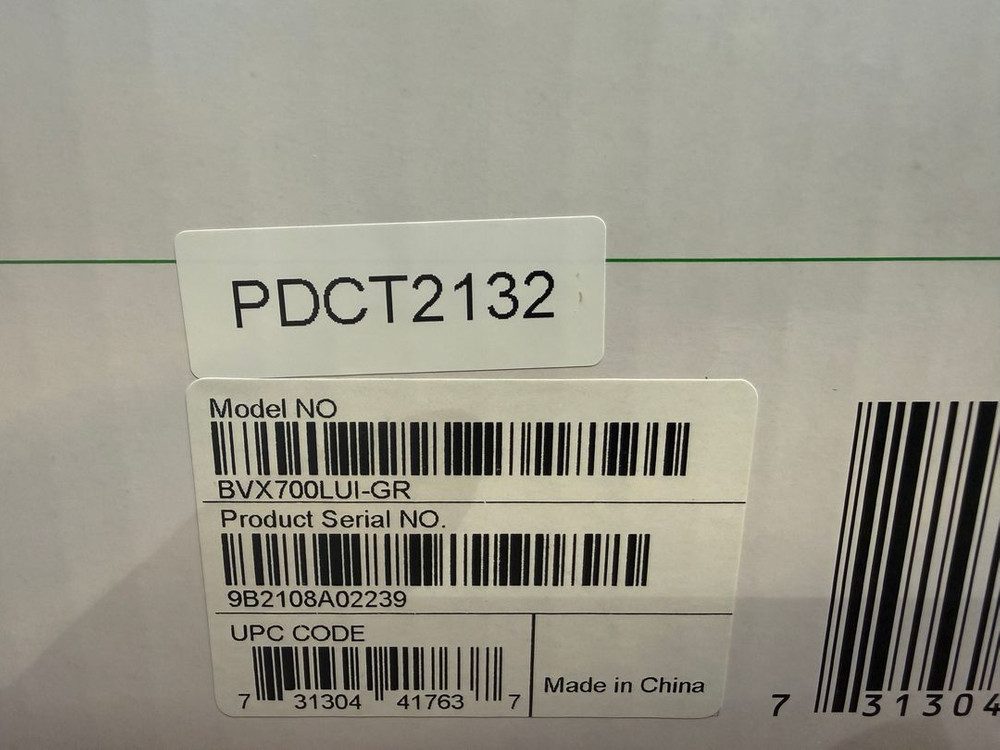 PDCT2132
Model NO
BVX700LUI-GR
Product Serial NO.
9B2108A02239
UPC CODE
7 31304 41763 7
Made in China
7 31304